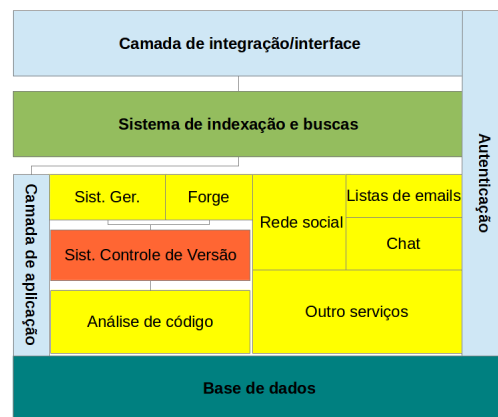 Camada de integração/interface
Autenticação
Sistema de indexação e buscas
Camada de aplicação
Sist. Ger.
Forge
Rede social
Listas de emails
Chat
Sist. Controle de Versão
Análise de código
Outro serviços
Base de dados